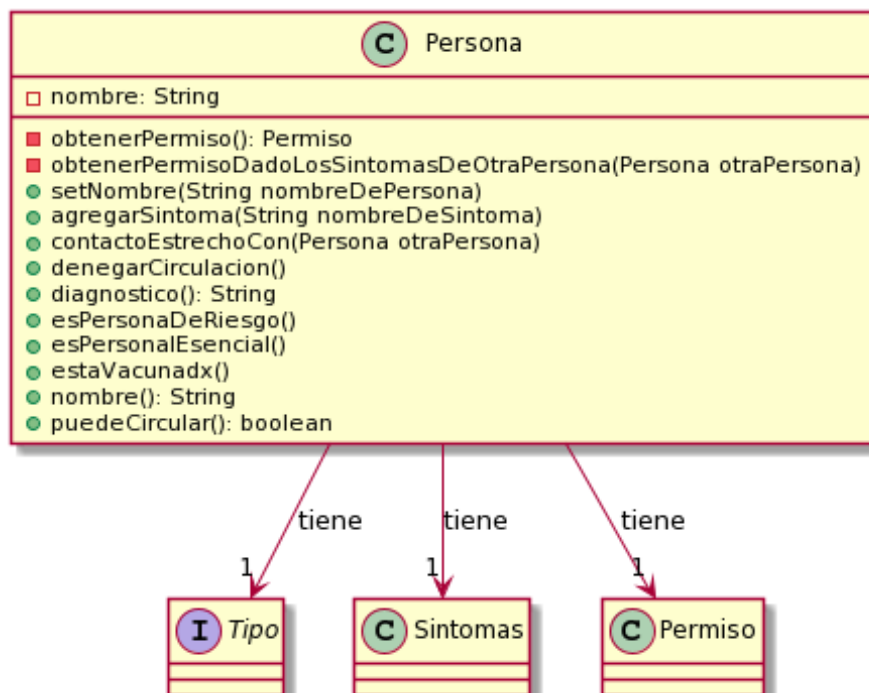 C Persona
nombre: String
obtenerPermiso(): Permiso
obtenerPermisoDadoLosSintomasDeOtraPersona(Persona otraPersona)
setNombre(String nombreDePersona)
agregarSintoma(String nombreDeSintoma)
contactoEstrechoCon(Persona otraPersona)
denegarCirculacion()
diagnostico(): String
esPersonaDeRiesgo()
esPersonalEsencial()
estaVacunadx()
nombre(): String
puedeCircular(): boolean
tiene tiene tiene
1 1 1
I Tipo C Sintomas C Permiso